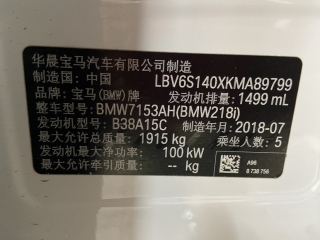 华晨宝马汽车有限公司制造
制造国：中国 LBV6S140XKMA89799
品牌：宝马(BMW)牌 发动机排量：1499 mL
整车型号：BMW7153AH(BMW218i)
发动机型号：B38A15C 制造年月：2018-07
最大允许总质量：1915 kg 乘坐人数：5
发动机最大净功率：100 kW A96
最大允许牵引质量：-- kg 8 738 756